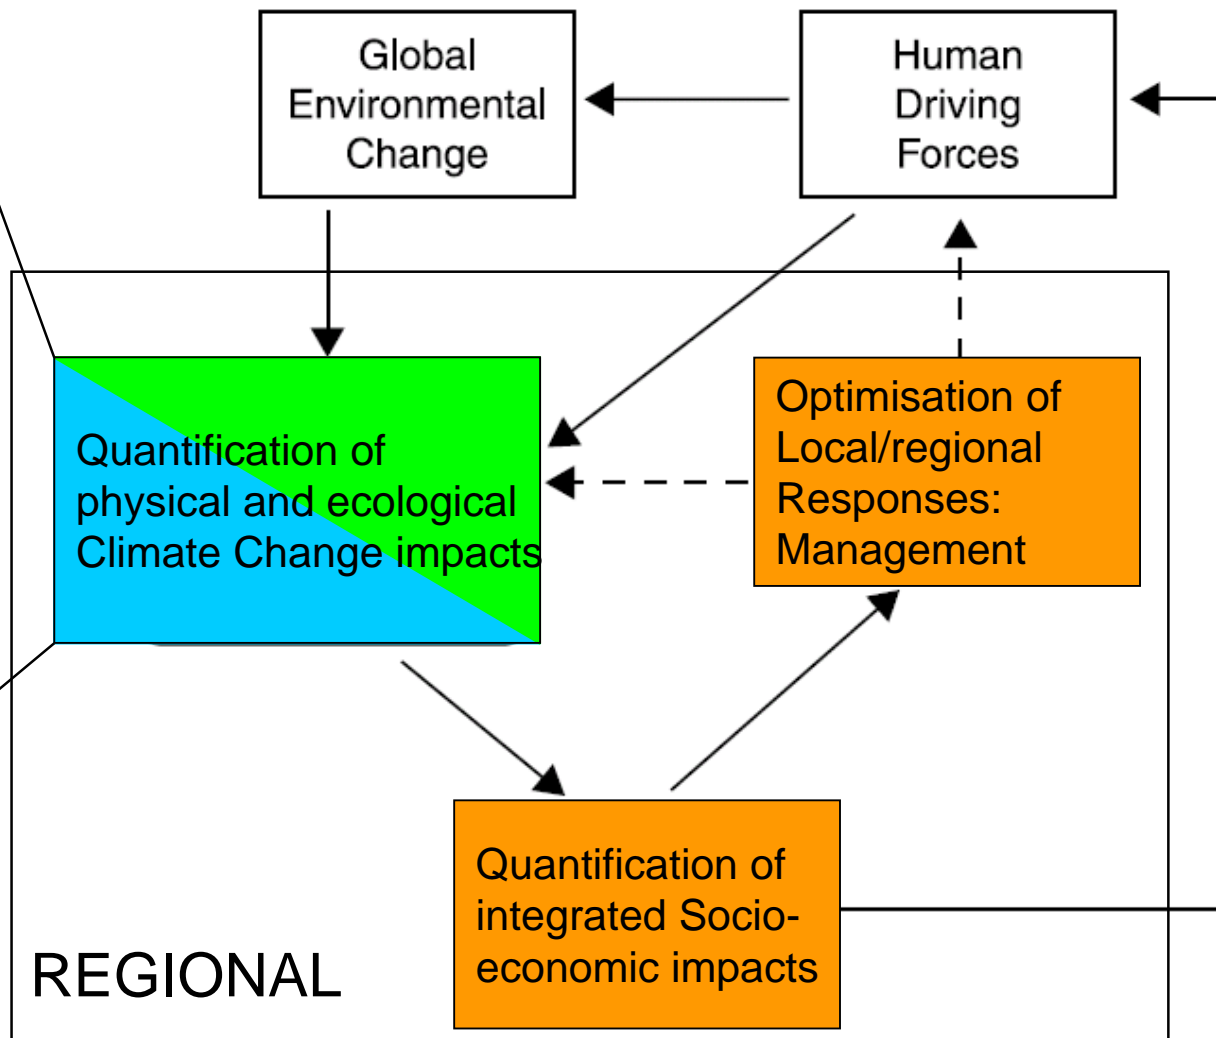 Global
Environmental
Change
Human
Driving
Forces
Quantification of
physical and ecological
Climate Change impacts
Optimisation of
Local/regional
Responses:
Management
Quantification of
integrated Socio-
economic impacts
REGIONAL